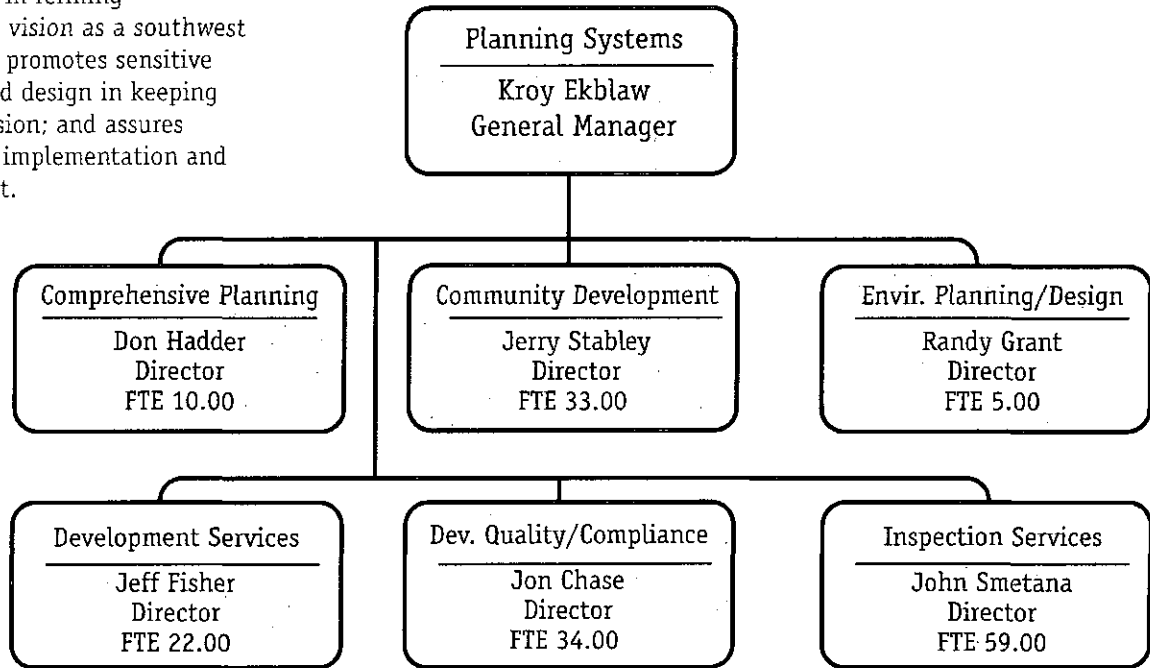 vision as a southwest
promotes sensitive
design in keeping
and assures
implementation and
Planning Systems
Kroy Ekblaw
General Manager
Comprehensive Planning
Don Hadder
Director
FTE 10.00
Community Development
Jerry Stabley
Director
FTE 33.00
Envir. Planning/Design
Randy Grant
Director
FTE 5.00
Development Services
Jeff Fisher
Director
FTE 22.00
Dev. Quality/Compliance
Jon Chase
Director
FTE 34.00
Inspection Services
John Smetana
Director
FTE 59.00